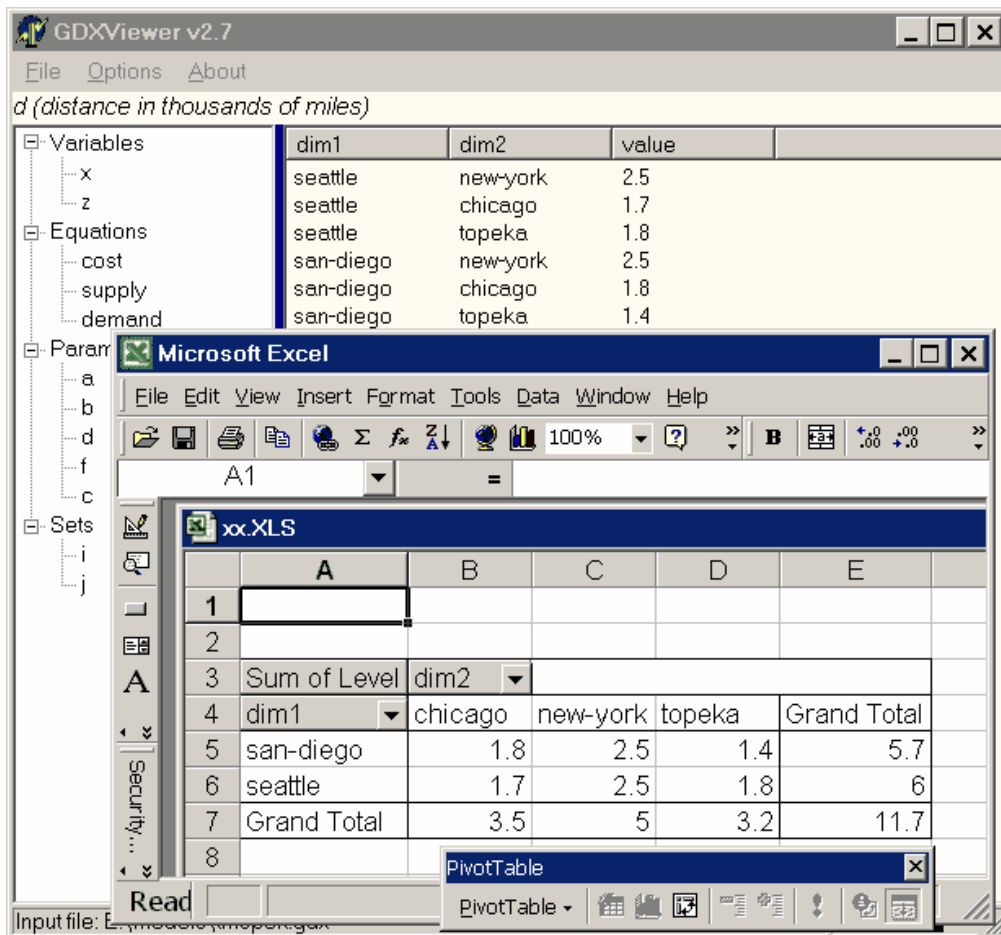 GDXViewer v2.7
File Options About
d (distance in thousands of miles)
Variables
x
z
Equations
cost
supply
demand
Param
a
b
d
f
c
Sets
i
j
dim1 dim2 value
seattle new-york 2.5
seattle chicago 1.7
seattle topeka 1.8
san-diego new-york 2.5
san-diego chicago 1.8
san-diego topeka 1.4
Microsoft Excel
File Edit View Insert Format Tools Data Window Help
100% B
A1 =
xx.XLS
A B C D E
1
2
3 Sum of Level dim2
4 dim1 chicago new-york topeka Grand Total
5 san-diego 1.8 2.5 1.4 5.7
6 seattle 1.7 2.5 1.8 6
7 Grand Total 3.5 5 3.2 11.7
8
A
Security...
PivotTable
PivotTable
Read
Input file: